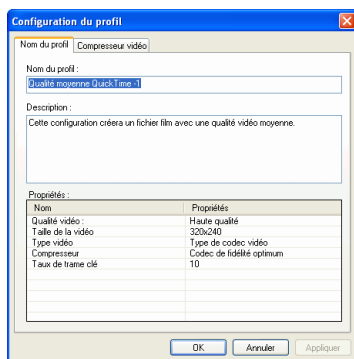 Configuration du profil
Nom du profil Compresseur vidéo
Nom du profil :
Qualité moyenne QuickTime -1
Description :
Cette configuration créera un fichier film avec une qualité vidéo moyenne.
Propriétés :
Nom Propriétés
Qualité vidéo : Haute qualité
Taille de la vidéo 320x240
Type vidéo Type de codec vidéo
Compresseur Codec de fidélité optimum
Taux de trame clé 10
OK Annuler Appliquer